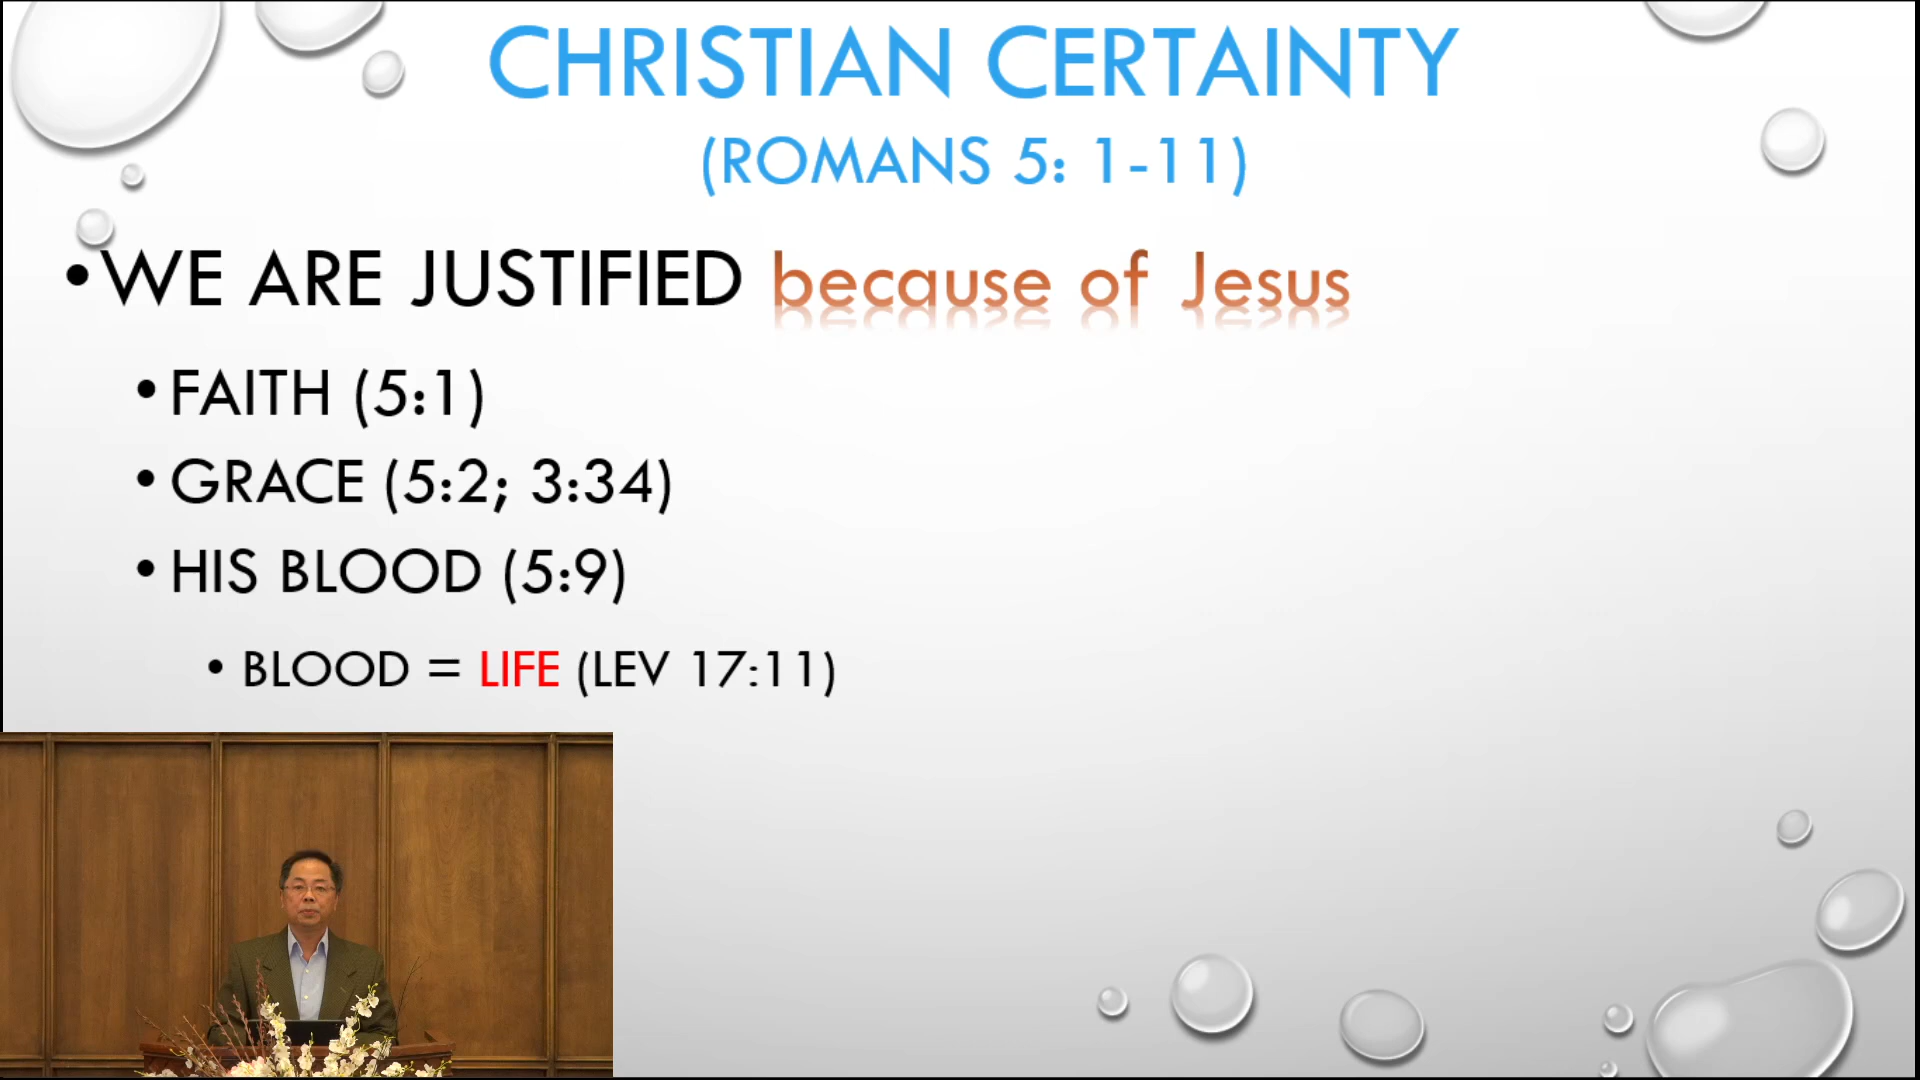 CHRISTIAN CERTAINTY
(ROMANS 5: 1-11)
•WE ARE JUSTIFIED because of Jesus
•FAITH (5:1)
•GRACE (5:2; 3:34)
•HIS BLOOD (5:9)
•BLOOD = LIFE (LEV 17:11)